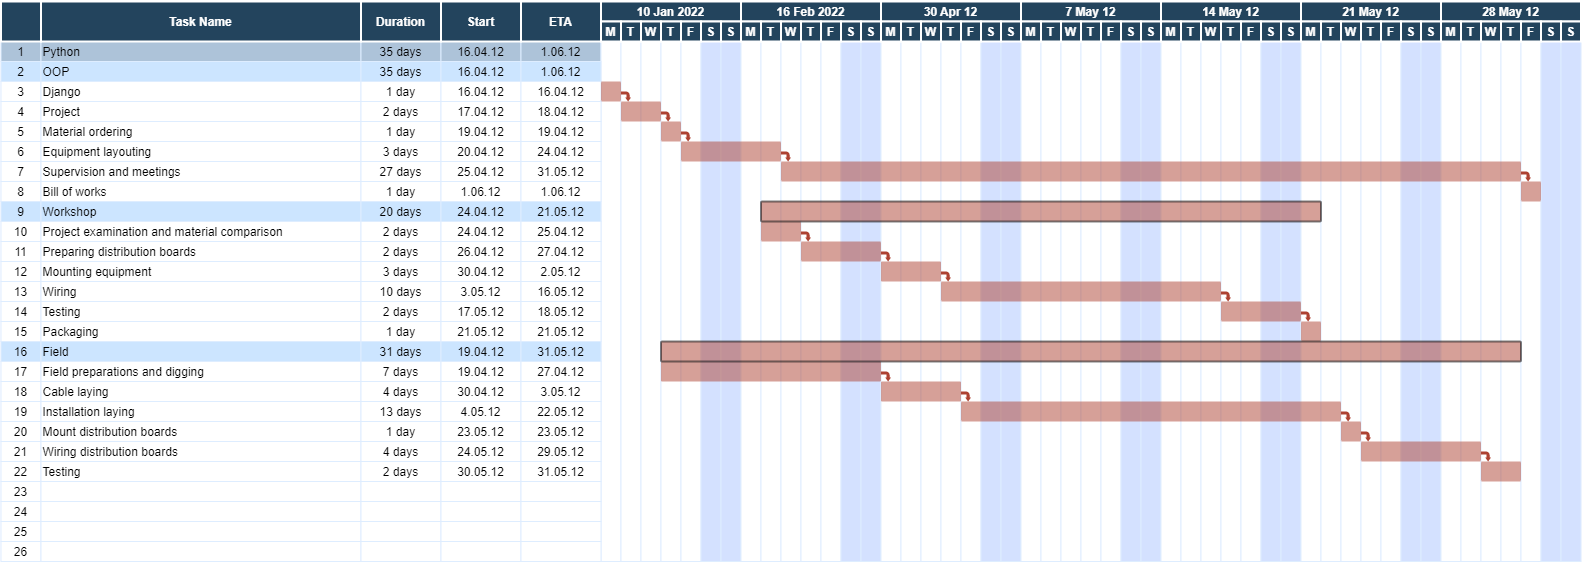 Task Name Duration Start ETA 10 Jan 2022 16 Feb 2022 30 Apr 12 7 May 12 14 May 12 21 May 12 28 May 12
M T W T F S S M T W T F S S M T W T F S S M T W T F S S M T W T F S S M T W T F S S M T W T F S S
1 Python 35 days 16.04.12 1.06.12
2 OOP 35 days 16.04.12 1.06.12
3 Django 1 day 16.04.12 16.04.12
4 Project 2 days 17.04.12 18.04.12
5 Material ordering 1 day 19.04.12 19.04.12
6 Equipment layouting 3 days 20.04.12 24.04.12
7 Supervision and meetings 27 days 25.04.12 31.05.12
8 Bill of works 1 day 1.06.12 1.06.12
9 Workshop 20 days 24.04.12 21.05.12
10 Project examination and material comparison 2 days 24.04.12 25.04.12
11 Preparing distribution boards 2 days 26.04.12 27.04.12
12 Mounting equipment 3 days 30.04.12 2.05.12
13 Wiring 10 days 3.05.12 16.05.12
14 Testing 2 days 17.05.12 18.05.12
15 Packaging 1 day 21.05.12 21.05.12
16 Field 31 days 19.04.12 31.05.12
17 Field preparations and digging 7 days 19.04.12 27.04.12
18 Cable laying 4 days 30.04.12 3.05.12
19 Installation laying 13 days 4.05.12 22.05.12
20 Mount distribution boards 1 day 23.05.12 23.05.12
21 Wiring distribution boards 4 days 24.05.12 29.05.12
22 Testing 2 days 30.05.12 31.05.12
23
24
25
26